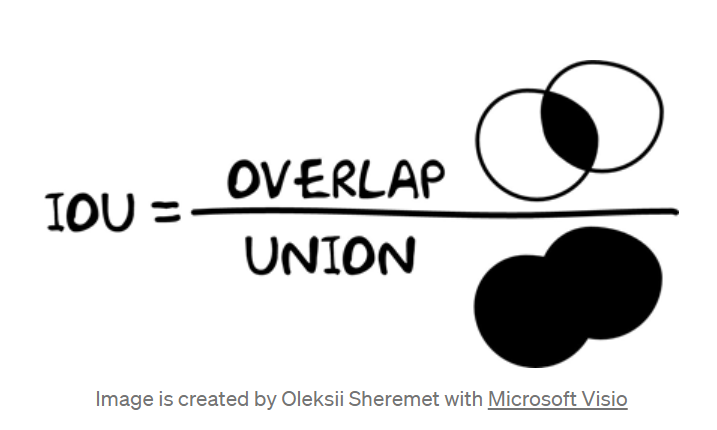 OVERLAP
IOU =
UNION
Image is created by Oleksii Sheremet with Microsoft Visio